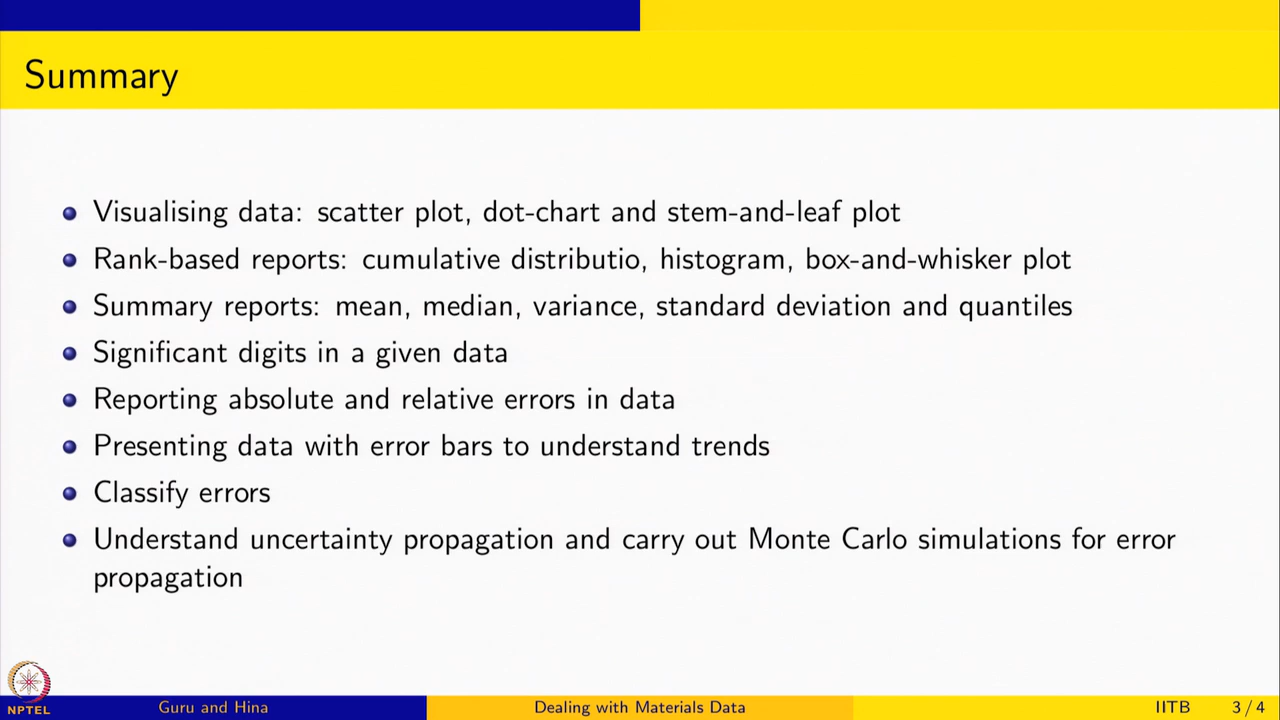 Summary
Visualising data: scatter plot, dot-chart and stem-and-leaf plot
Rank-based reports: cumulative distributio, histogram, box-and-whisker plot
Summary reports: mean, median, variance, standard deviation and quantiles
Significant digits in a given data
Reporting absolute and relative errors in data
Presenting data with error bars to understand trends
Classify errors
Understand uncertainty propagation and carry out Monte Carlo simulations for error
propagation
NPTEL
Guru and Hina
Dealing with Materials Data
IITB
3 / 4